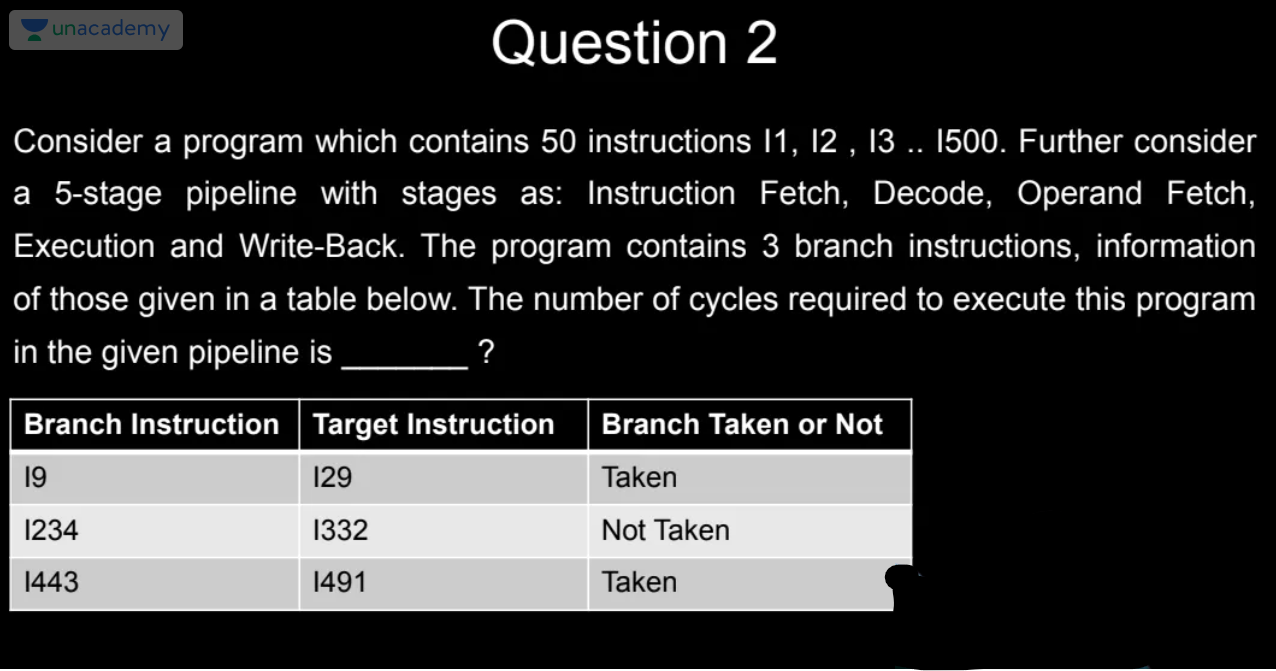 unacademy
Question 2
Consider a program which contains 50 instructions I1, I2 , I3 .. I500. Further consider
a 5-stage pipeline with stages as: Instruction Fetch, Decode, Operand Fetch,
Execution and Write-Back. The program contains 3 branch instructions, information
of those given in a table below. The number of cycles required to execute this program
in the given pipeline is _______ ?
Branch Instruction Target Instruction Branch Taken or Not
I9 I29 Taken
I234 I332 Not Taken
I443 I491 Taken